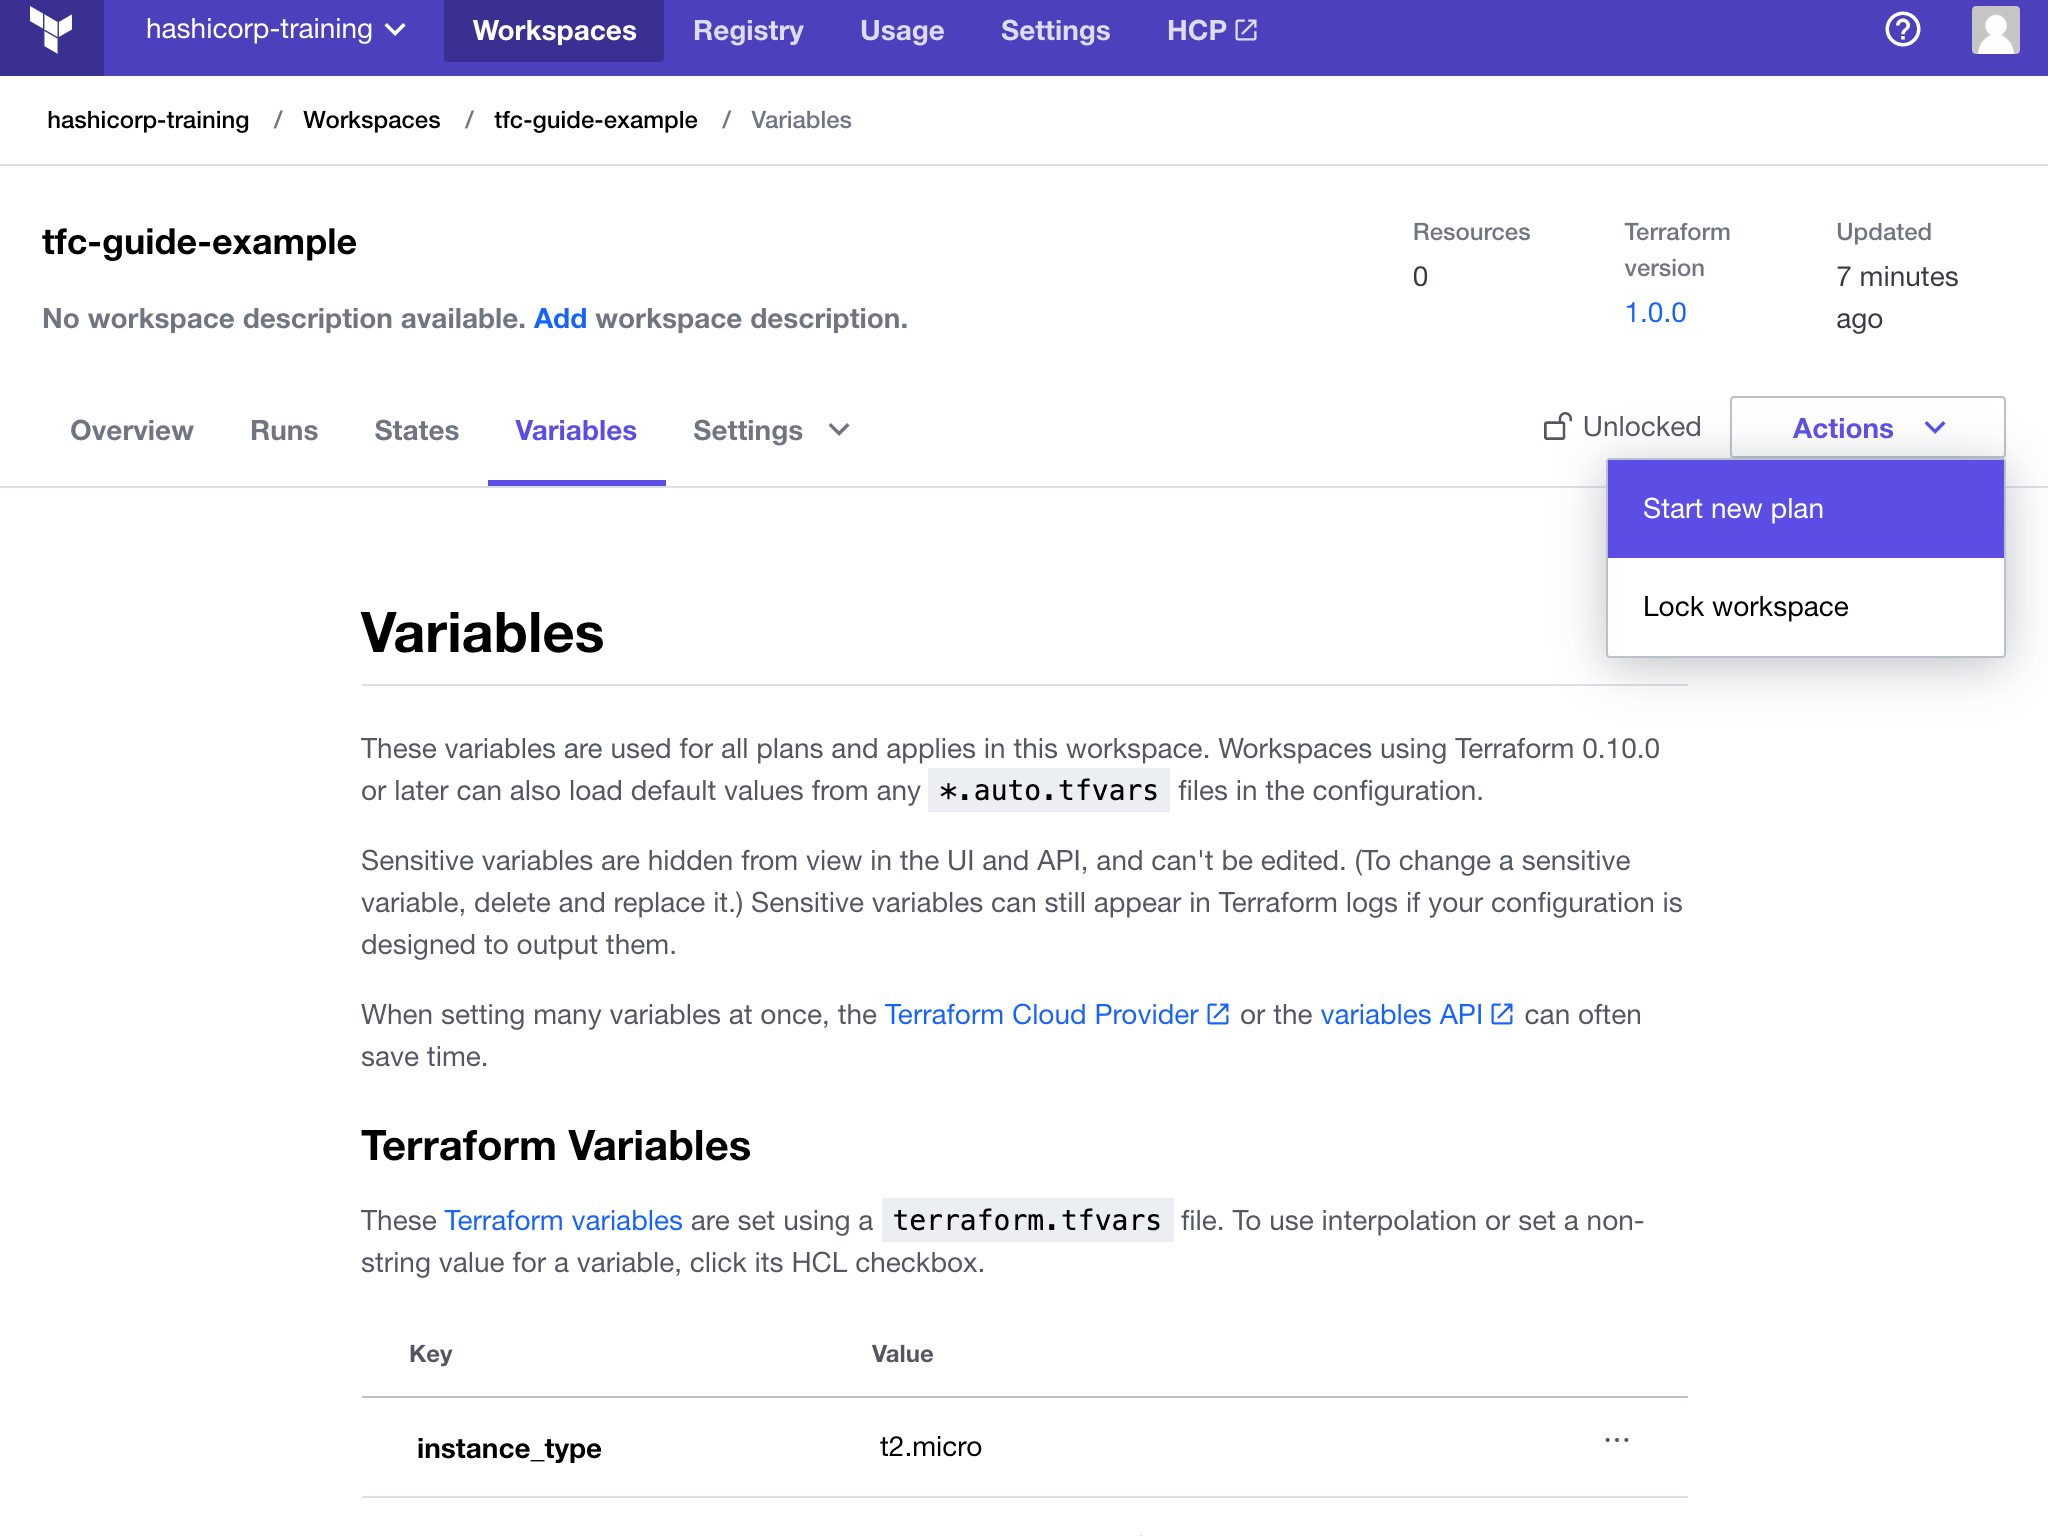 hashicorp-training
Workspaces
Registry
Usage
Settings
HCP
hashicorp-training / Workspaces / tfc-guide-example / Variables
tfc-guide-example
No workspace description available. Add workspace description.
Resources
0
Terraform
version
1.0.0
Updated
7 minutes
ago
Overview
Runs
States
Variables
Settings
Unlocked
Actions
Start new plan
Lock workspace
Variables
These variables are used for all plans and applies in this workspace. Workspaces using Terraform 0.10.0
or later can also load default values from any *.auto.tfvars files in the configuration.
Sensitive variables are hidden from view in the UI and API, and can't be edited. (To change a sensitive
variable, delete and replace it.) Sensitive variables can still appear in Terraform logs if your configuration is
designed to output them.
When setting many variables at once, the Terraform Cloud Provider or the variables API can often
save time.
Terraform Variables
These Terraform variables are set using a terraform.tfvars file. To use interpolation or set a non-
string value for a variable, click its HCL checkbox.
Key Value
instance_type t2.micro ...